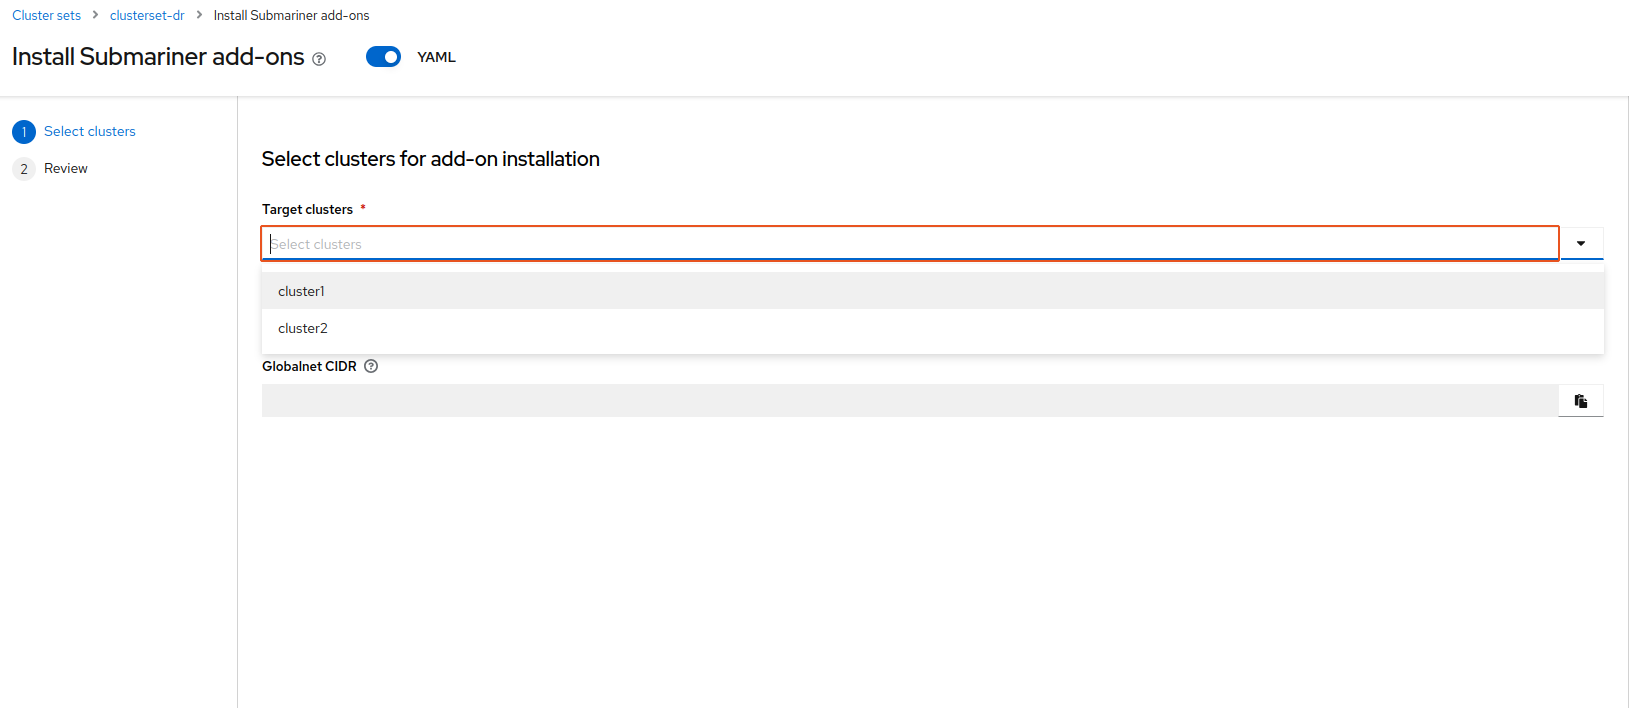 Cluster sets > clusterset-dr > Install Submariner add-ons
Install Submariner add-ons YAML
1 Select clusters
2 Review
Select clusters for add-on installation
Target clusters *
Select clusters
cluster1
cluster2
Globalnet CIDR